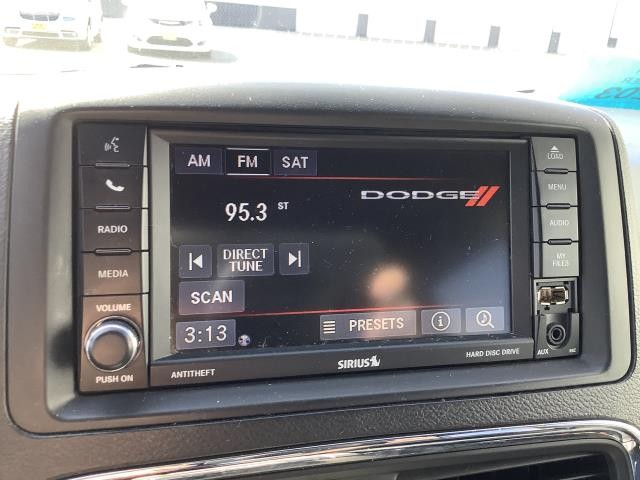 AM FM SAT
95.3 ST
DODGE
DIRECT TUNE
SCAN
3:13
PRESETS
RADIO
MEDIA
VOLUME
PUSH ON
LOAD
MENU
AUDIO
MY FILES
AUX
ANTITHEFT
SIRIUS
HARD DISC DRIVE